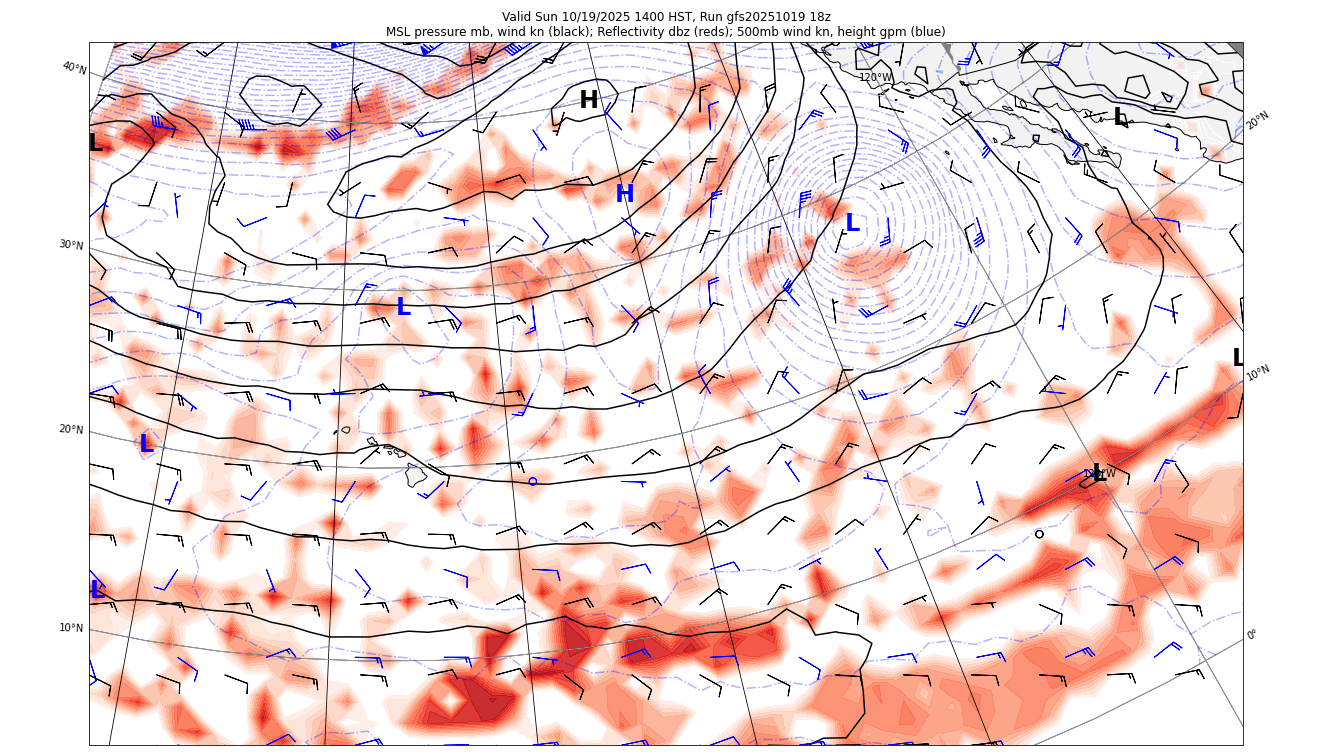 Valid Sun 10/19/2025 1400 HST, Run gfs20251019 18z
MSL pressure mb, wind kn (black); Reflectivity dbz (reds); 500mb wind kn, height gpm (blue)
40°N
120°W
H
L
L
20°N
H
L
30°N
L
L
10°N
20°N
L
L
L
10°N
0°